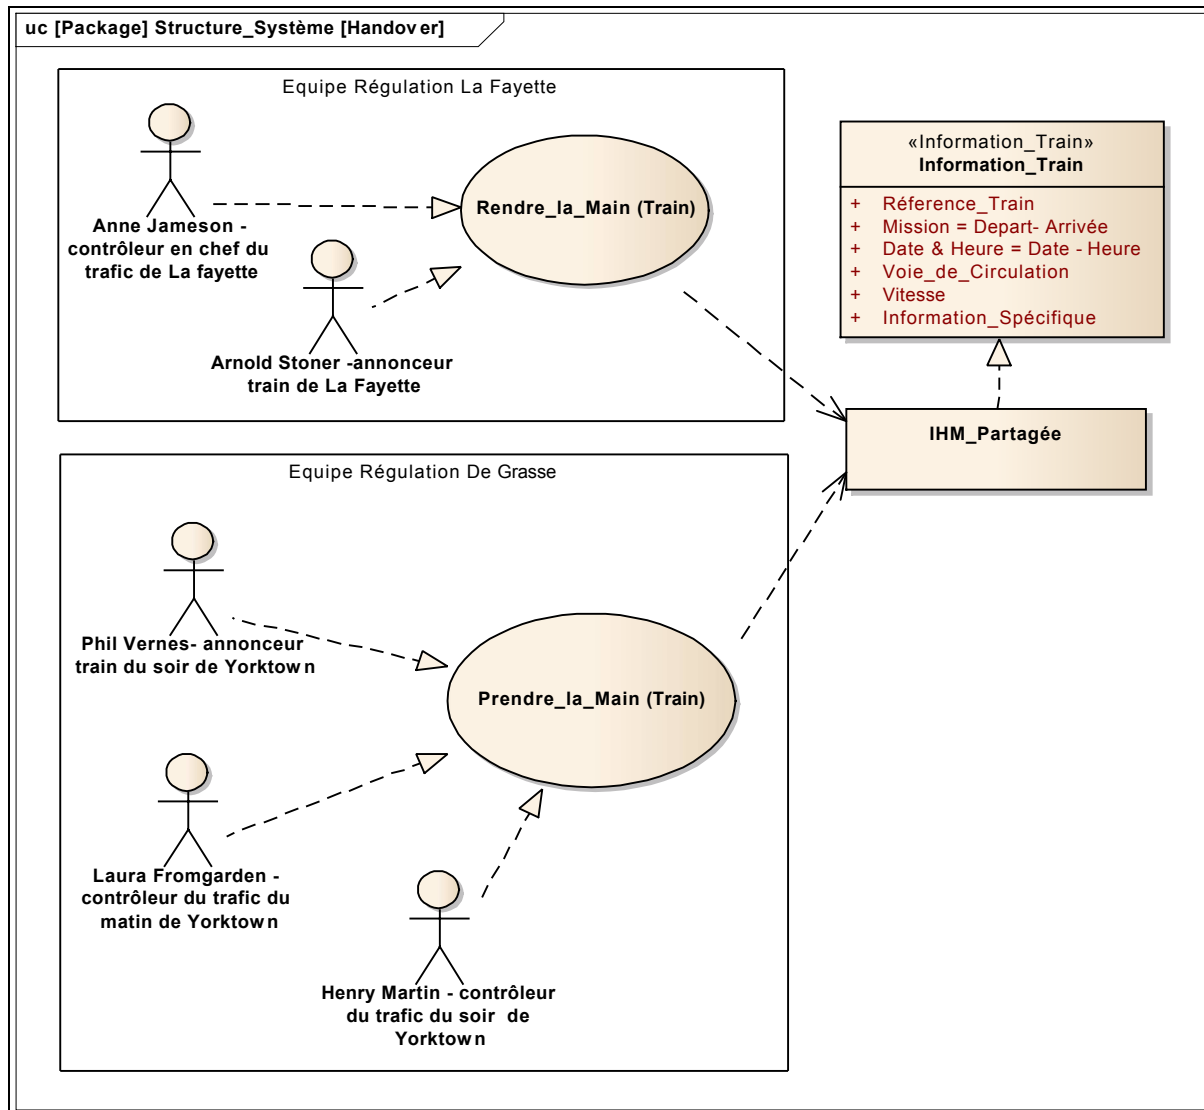 uc [Package] Structure_Système [Handover]
Equipe Régulation La Fayette
Anne Jameson -
contrôleur en chef du
trafic de La fayette
Rendre_la_Main (Train)
Arnold Stoner -annonceur
train de La Fayette
«Information_Train»
Information_Train
+ Réference_Train
+ Mission = Depart- Arrivée
+ Date & Heure = Date - Heure
+ Voie_de_Circulation
+ Vitesse
+ Information_Spécifique
IHM_Partagée
Equipe Régulation De Grasse
Phil Vernes- annonceur
train du soir de Yorktown
Prendre_la_Main (Train)
Laura Fromgarden -
contrôleur du trafic du
matin de Yorktown
Henry Martin - contrôleur
du trafic du soir de
Yorktown